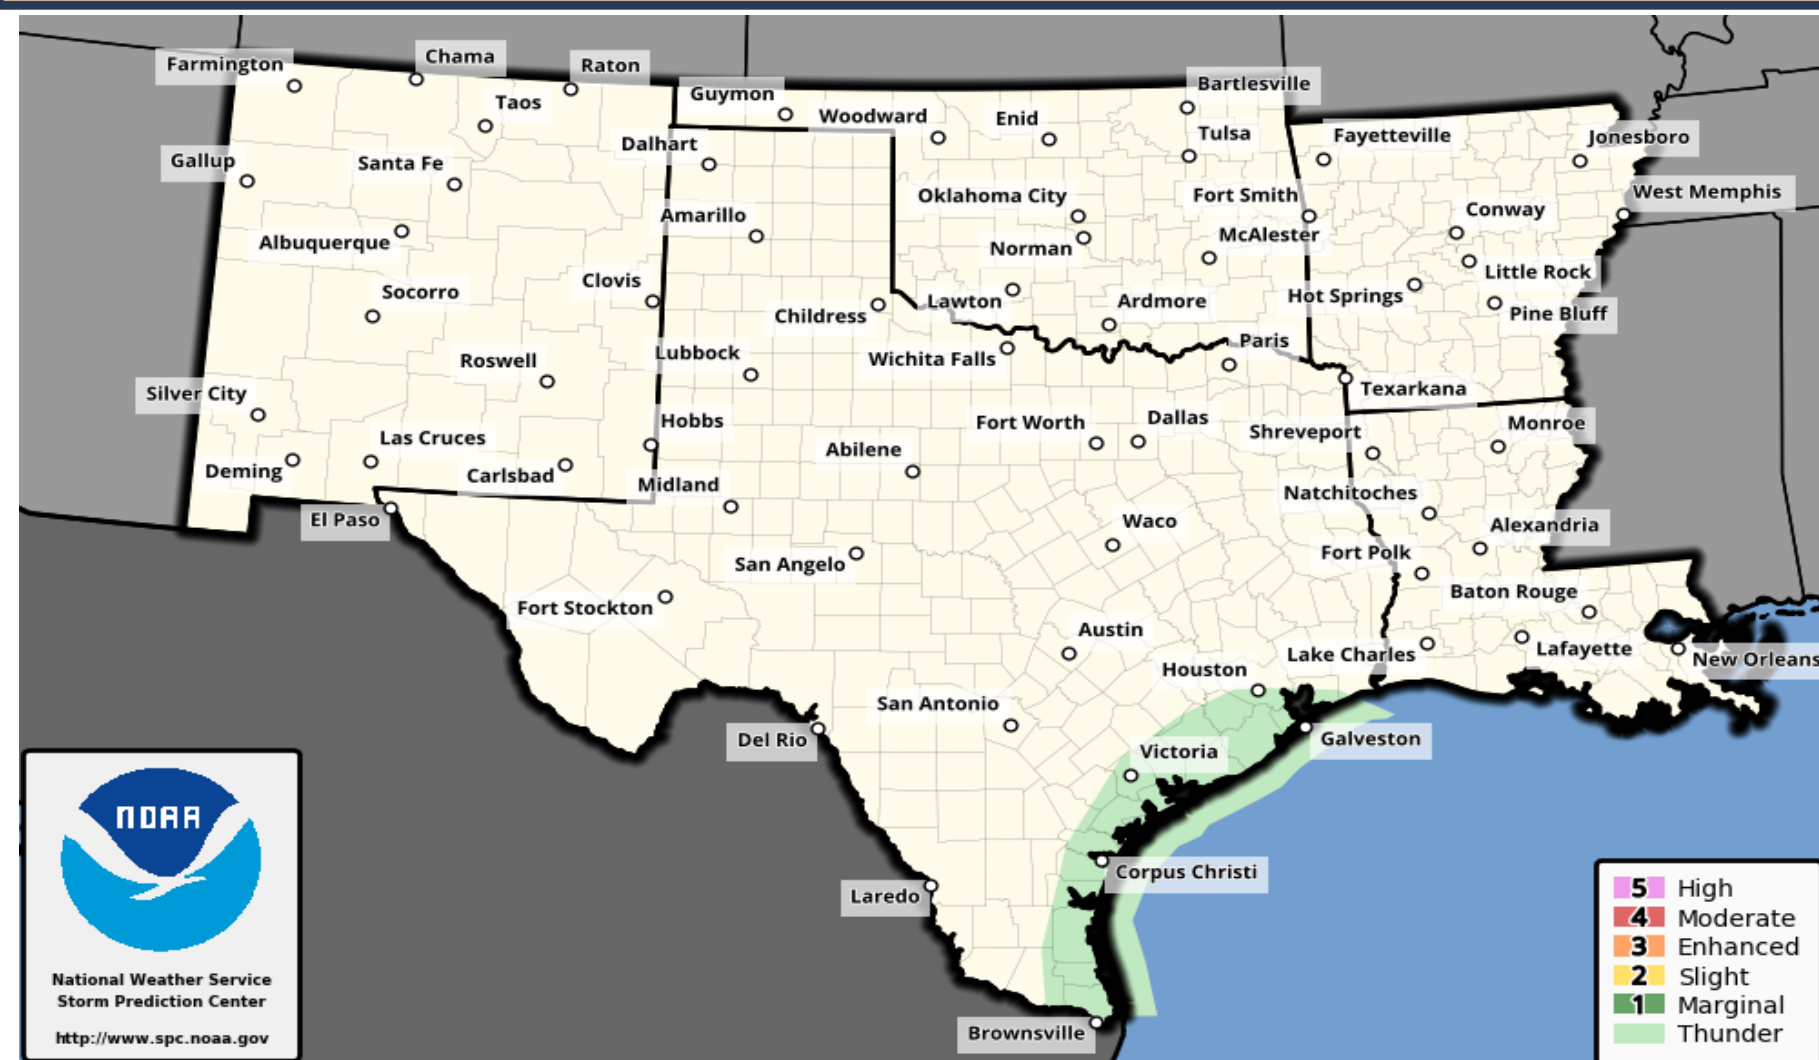 Farmington
Chama
Raton
Taos
Guymon
Woodward
Enid
Bartlesville
Tulsa
Fayetteville
Jonesboro
Gallup
Santa Fe
Dalhart
Oklahoma City
Fort Smith
Conway
West Memphis
Albuquerque
Amarillo
Norman
McAlester
Little Rock
Socorro
Clovis
Childress
Lawton
Ardmore
Hot Springs
Pine Bluff
Roswell
Lubbock
Wichita Falls
Paris
Texarkana
Silver City
Hobbs
Fort Worth
Dallas
Shreveport
Monroe
Las Cruces
Deming
Carlsbad
Midland
Abilene
Natchitoches
El Paso
San Angelo
Waco
Fort Polk
Alexandria
Fort Stockton
Austin
Baton Rouge
Houston
Lake Charles
Lafayette
New Orleans
Del Rio
San Antonio
Victoria
Galveston
Laredo
Corpus Christi
Brownsville
NOAA
National Weather Service
Storm Prediction Center
http://www.spc.noaa.gov
5 High
4 Moderate
3 Enhanced
2 Slight
1 Marginal
Thunder